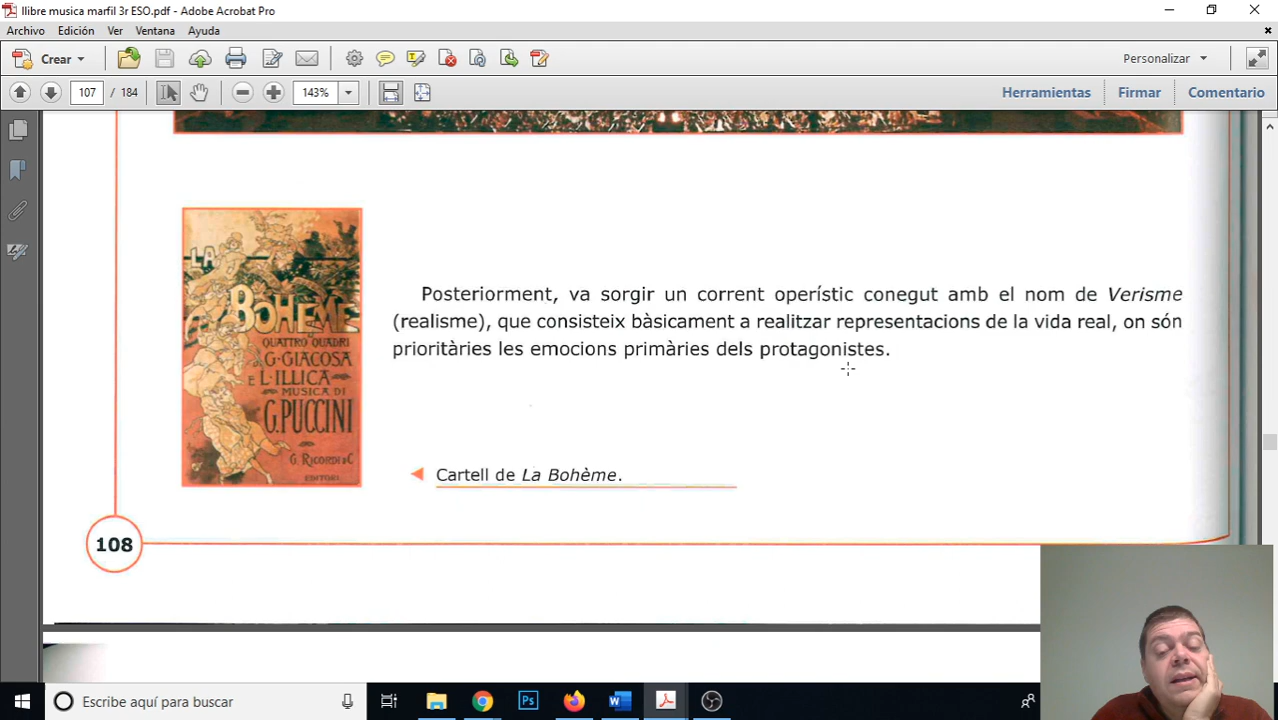 llibre musica marfil 3r ESO.pdf - Adobe Acrobat Pro
Archivo Edición Ver Ventana Ayuda
Crear Personalizar
107 / 184 143% Herramientas Firmar Comentario
LA
BOHÈME
QUATTRO QUADRI
DI
G. GIACOSA
E L. ILLICA
MUSICA DI
G. PUCCINI
G. RICORDI & C
EDITORI
Posteriorment, va sorgir un corrent operístic conegut amb el nom de Verisme
(realisme), que consisteix bàsicament a realitzar representacions de la vida real, on són
prioritàries les emocions primàries dels protagonistes.
Cartell de La Bohème.
108
Escribe aquí para buscar
Ps
W